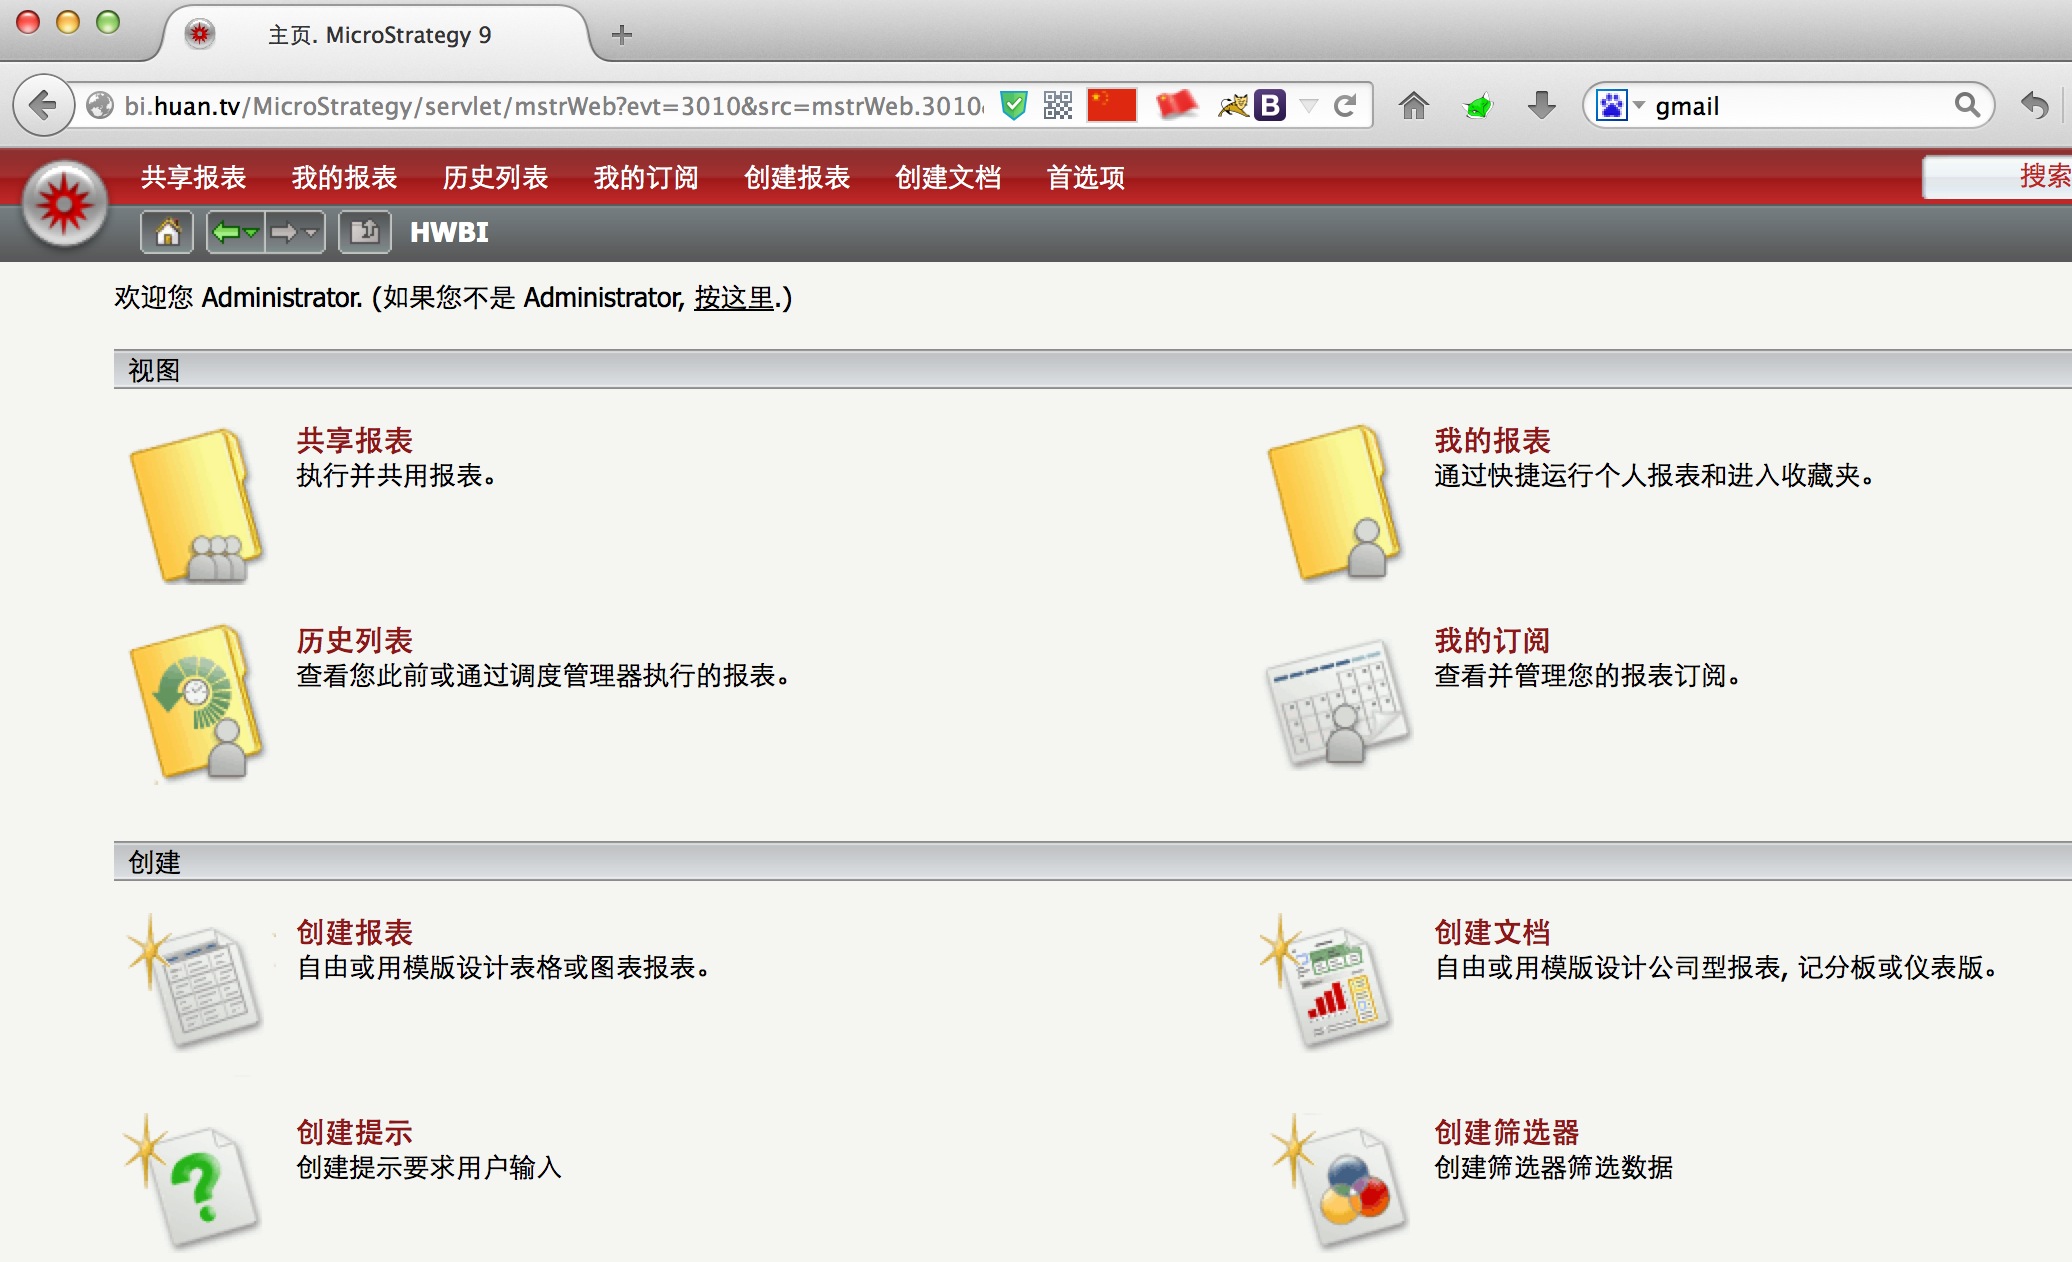 主页. MicroStrategy 9
bi.huan.tv/MicroStrategy/servlet/mstrWeb?evt=3010&src=mstrWeb.3010
B
gmail
共享报表 我的报表 历史列表 我的订阅 创建报表 创建文档 首选项 搜索
HWBI
欢迎您 Administrator. (如果您不是 Administrator, 按这里.)
视图
共享报表
执行并共用报表。
我的报表
通过快捷运行个人报表和进入收藏夹。
历史列表
查看您此前或通过调度管理器执行的报表。
我的订阅
查看并管理您的报表订阅。
创建
创建报表
自由或用模版设计表格或图表报表。
创建文档
自由或用模版设计公司型报表, 记分板或仪表版。
创建提示
创建提示要求用户输入
创建筛选器
创建筛选器筛选数据